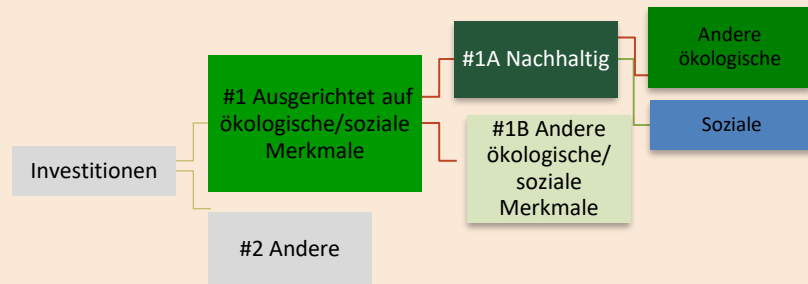 Investitionen
#1 Ausgerichtet auf
ökologische/soziale
Merkmale
#2 Andere
#1A Nachhaltig
#1B Andere
ökologische/
soziale
Merkmale
Andere
ökologische
Soziale